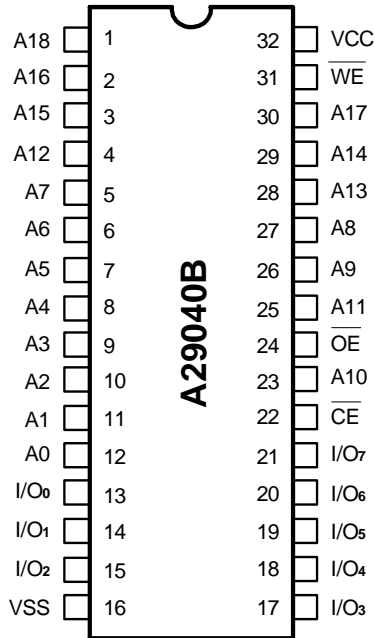 A18 1 32 VCC
A16 2 31 W̅E̅
A15 3 30 A17
A12 4 29 A14
A7 5 28 A13
A6 6 27 A8
A5 7 26 A9
A4 8 25 A11
A3 9 24 O̅E̅
A2 10 23 A10
A1 11 22 C̅E̅
A0 12 21 I/O7
I/O0 13 20 I/O6
I/O1 14 19 I/O5
I/O2 15 18 I/O4
VSS 16 17 I/O3
A29040B